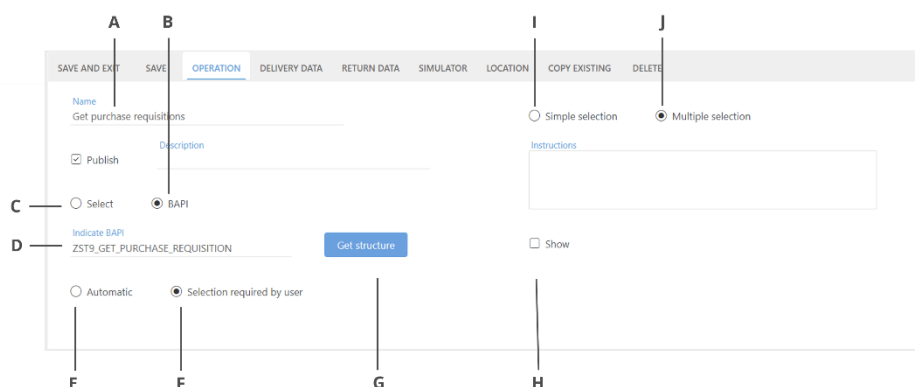 A B I J
SAVE AND EXIT SAVE OPERATION DELIVERY DATA RETURN DATA SIMULATOR LOCATION COPY EXISTING DELETE
Name
Get purchase requisitions
Simple selection Multiple selection
Description
Instructions
Publish
C Select BAPI
Indicate BAPI
D ZST9_GET_PURCHASE_REQUISITION Get structure Show
Automatic Selection required by user
E F G H